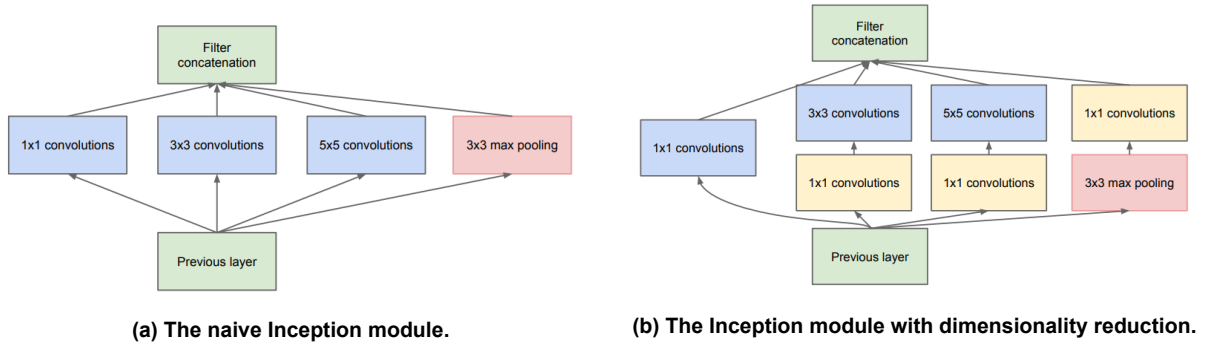 Filter
concatenation
1x1 convolutions
3x3 convolutions
5x5 convolutions
3x3 max pooling
Previous layer
(a) The naive Inception module.
Filter
concatenation
3x3 convolutions
5x5 convolutions
1x1 convolutions
1x1 convolutions
1x1 convolutions
1x1 convolutions
3x3 max pooling
Previous layer
(b) The Inception module with dimensionality reduction.